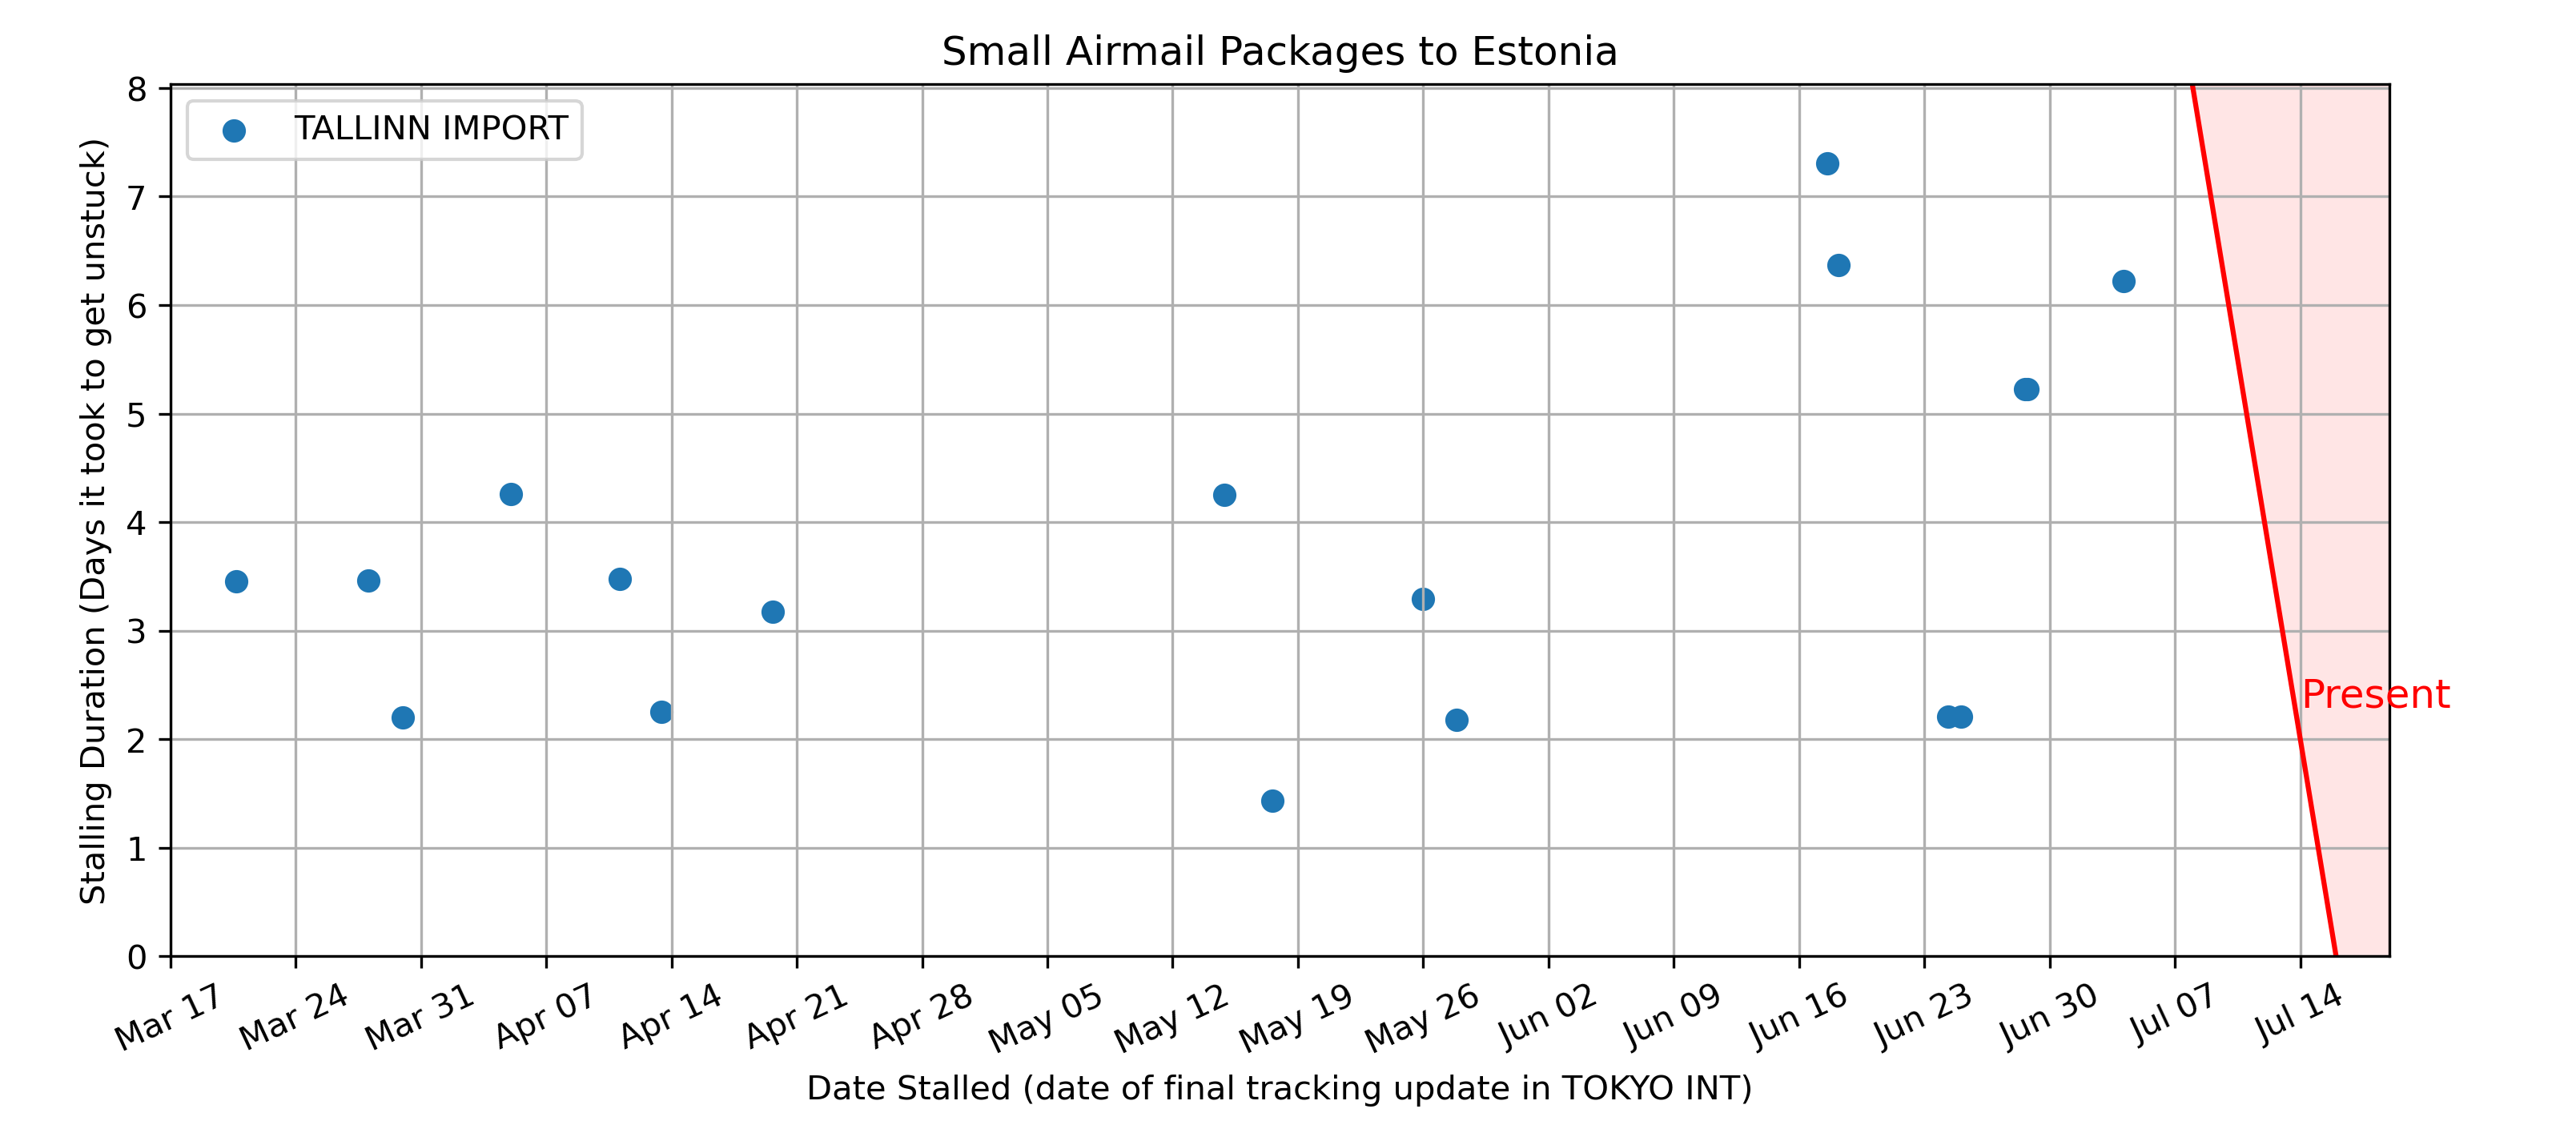 Small Airmail Packages to Estonia
TALLINN IMPORT
Stalling Duration (Days it took to get unstuck)
8
7
6
5
4
3
2
1
0
Present
Mar 17
Mar 24
Mar 31
Apr 07
Apr 14
Apr 21
Apr 28
May 05
May 12
May 19
May 26
Jun 02
Jun 09
Jun 16
Jun 23
Jun 30
Jul 07
Jul 14
Date Stalled (date of final tracking update in TOKYO INT)